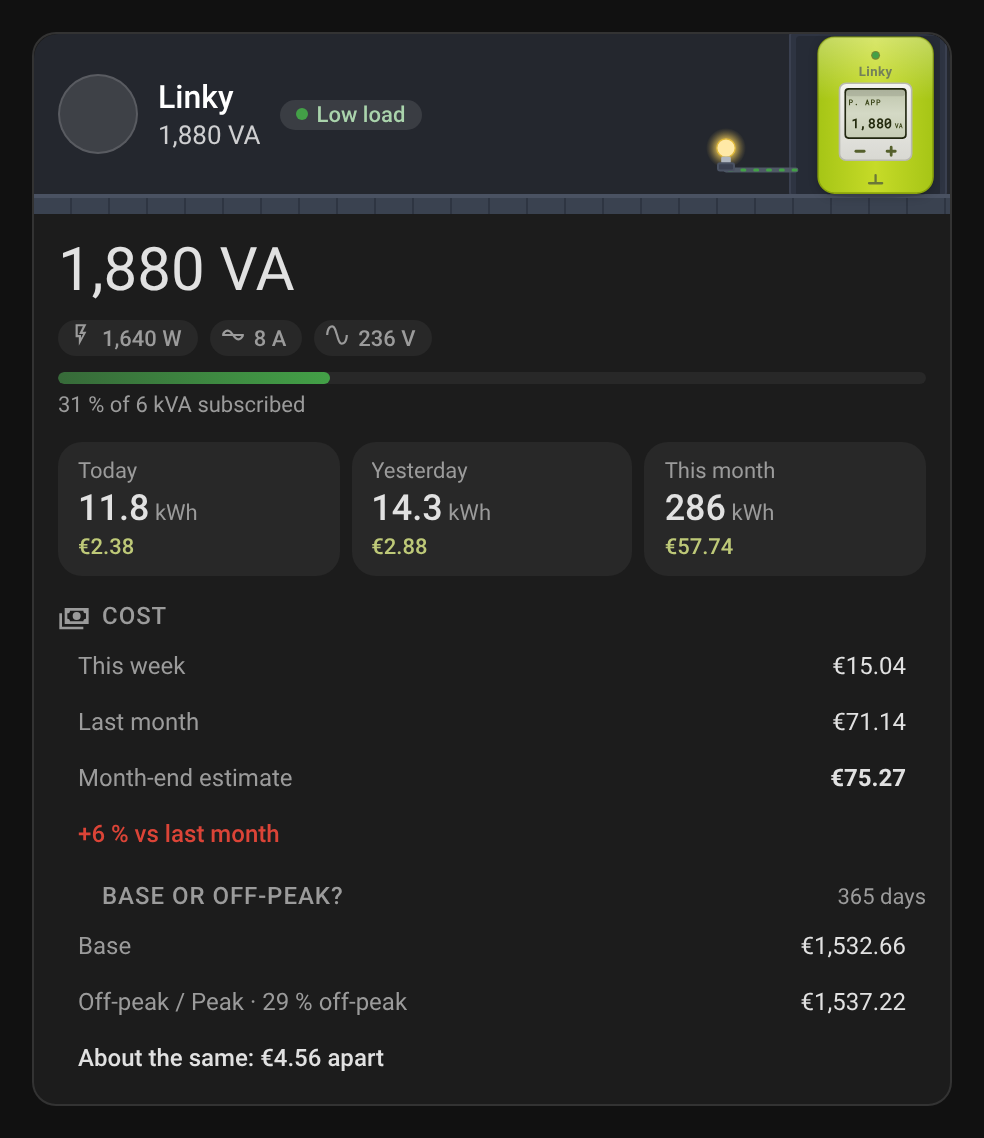 Linky
1,880 VA
Low load
Linky
P. APP
1,880 VA
− +
1,880 VA
1,640 W
8 A
236 V
31 % of 6 kVA subscribed
Today
11.8 kWh
€2.38
Yesterday
14.3 kWh
€2.88
This month
286 kWh
€57.74
COST
This week €15.04
Last month €71.14
Month-end estimate €75.27
+6 % vs last month
BASE OR OFF-PEAK? 365 days
Base €1,532.66
Off-peak / Peak · 29 % off-peak €1,537.22
About the same: €4.56 apart